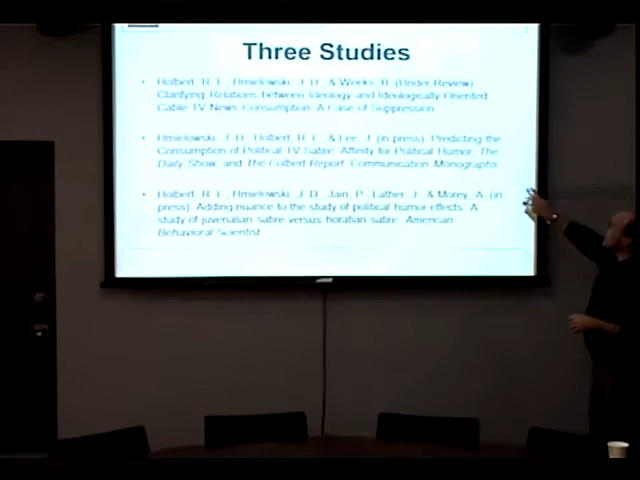 Three Studies
Holbert, R. L., Hmielowski, J. D., & Weeks, B. (Under Review).
Clarifying Relations between Ideology and Ideologically Oriented
Cable TV News Consumption: A Case of Suppression.
Hmielowski, J. D., Holbert, R. L., & Lee, J. (in press). Predicting the
Consumption of Political TV Satire: Affinity for Political Humor, The
Daily Show, and The Colbert Report. Communication Monographs.
Holbert, R. L., Hmielowski, J. D., Jain, P., Lather, J., & Morey, A. (in
press). Adding nuance to the study of political humor effects: A
study of juvenalian satire versus horatian satire. American
Behavioral Scientist.